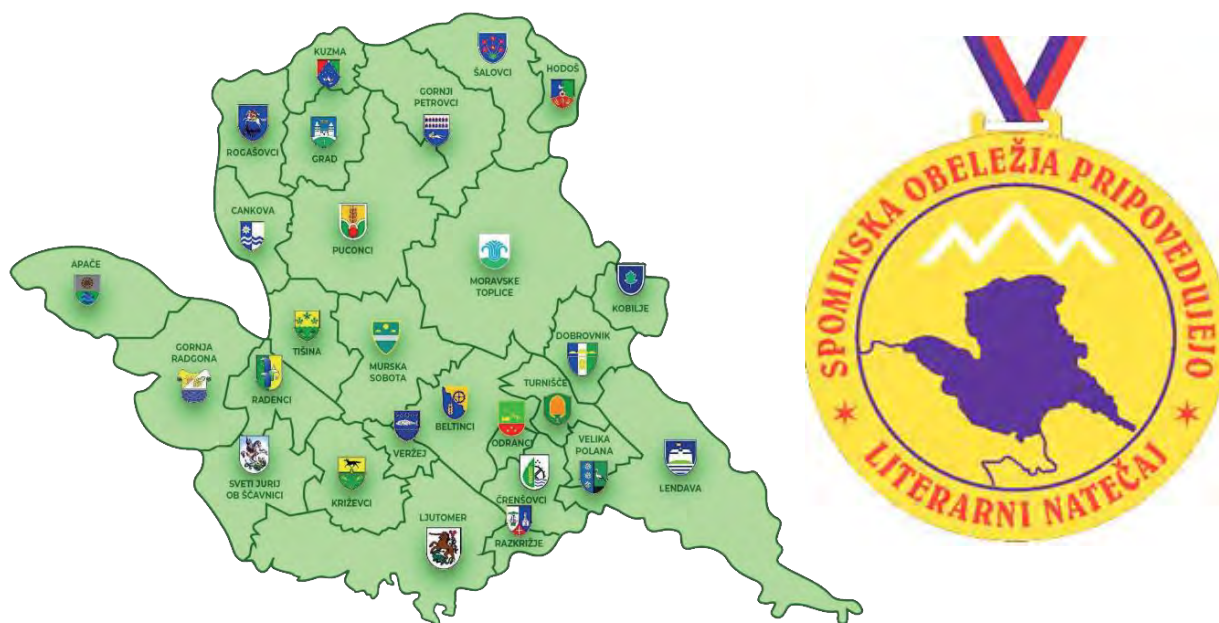 KUZMA
ŠALOVCI
HODOŠ
GORNJI
PETROVCI
ROGAŠOVCI
GRAD
CANKOVA
PUCONCI
MORAVSKE
TOPLICE
APAČE
KOBILJE
TIŠINA
DOBROVNIK
GORNJA
RADGONA
MURSKA
SOBOTA
RADENCI
TURNIŠČE
BELTINCI
ODRANCI
VELIKA
POLANA
VERŽEJ
SVETI JURIJ
OB ŠČAVNICI
KRIŽEVCI
ČRENŠOVCI
LENDAVA
LJUTOMER
RAZKRIŽJE
SPOMINSKA OBELEŽJA PRIPOVEDUJEJO
LITERARNI NATEČAJ